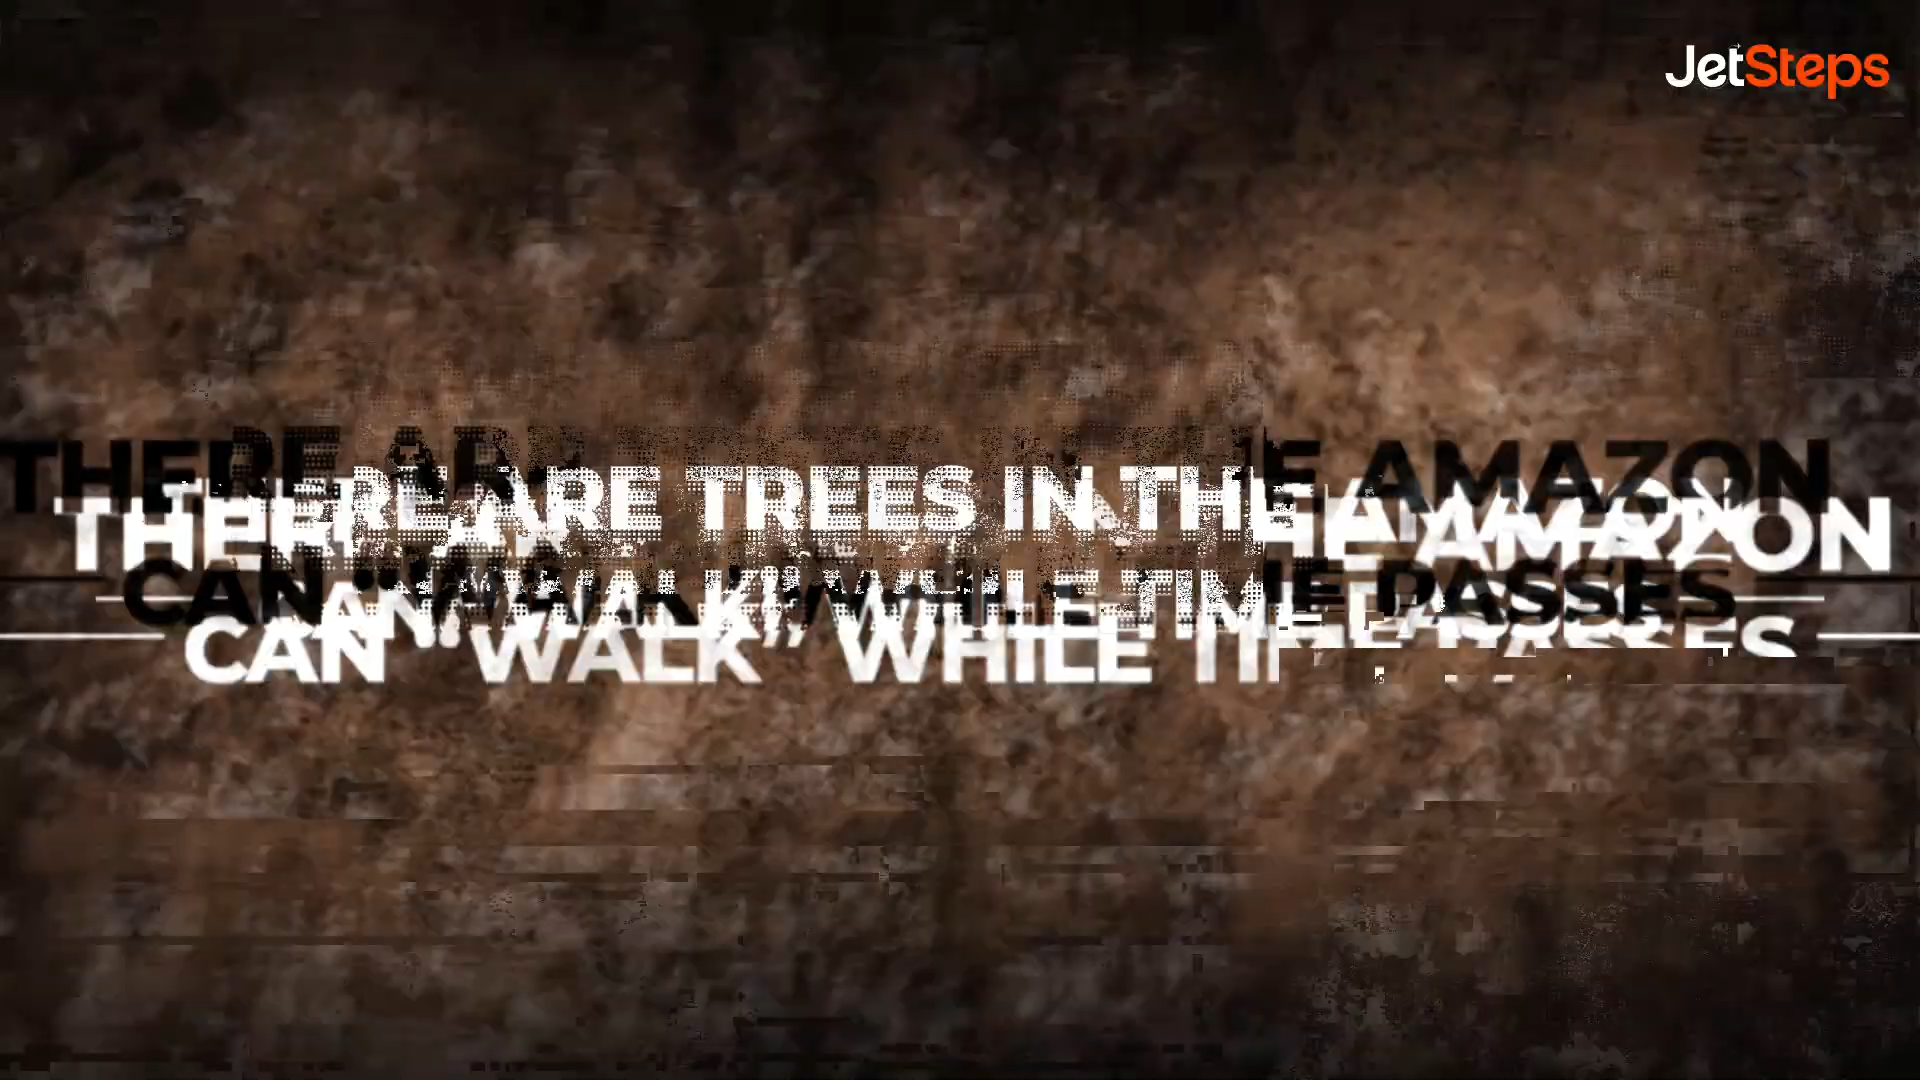 JetSteps
THERE ARE TREES IN THE AMAZON
CAN “WALK” WHILE TIME PASSES